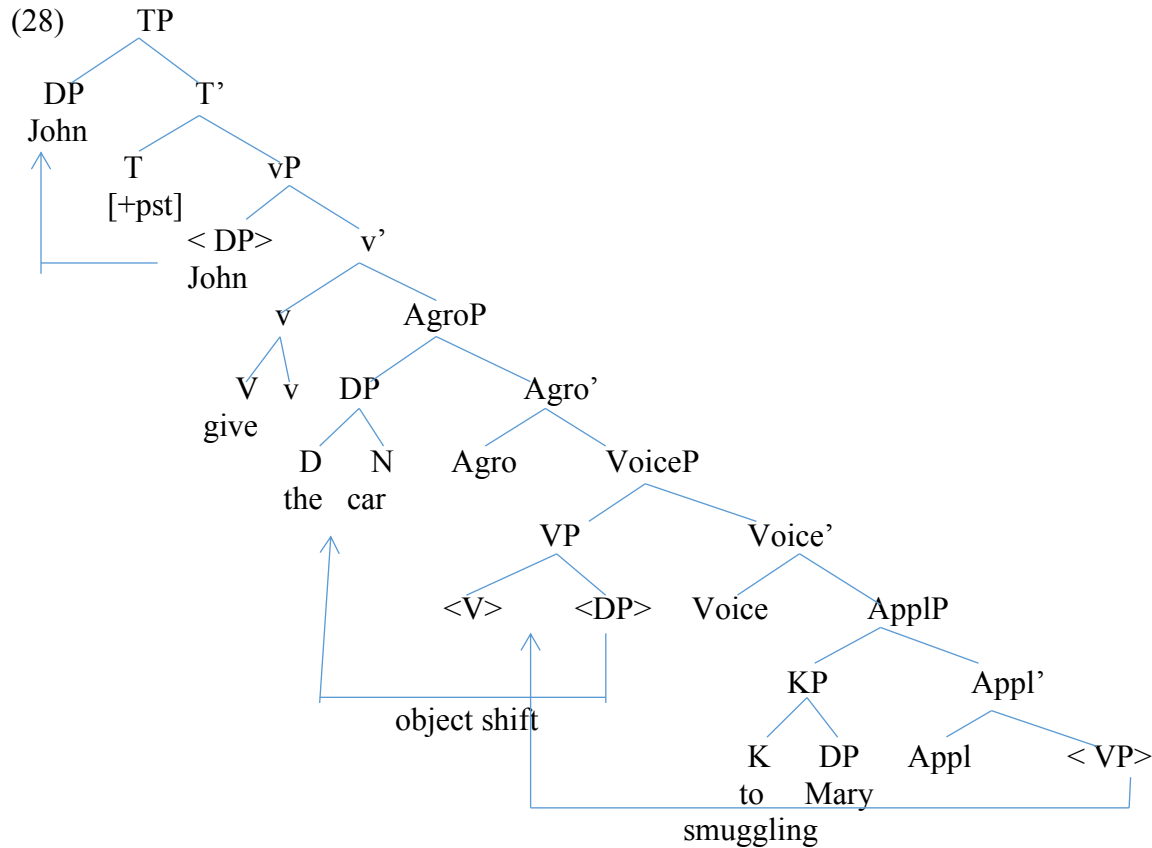 (28) TP
DP T’
John
T vP
[+pst]
< DP> v’
John
v AgroP
V v DP Agro’
give
D N Agro VoiceP
the car
VP Voice’
<V> <DP> Voice ApplP
KP Appl’
object shift
K DP Appl < VP>
to Mary
smuggling